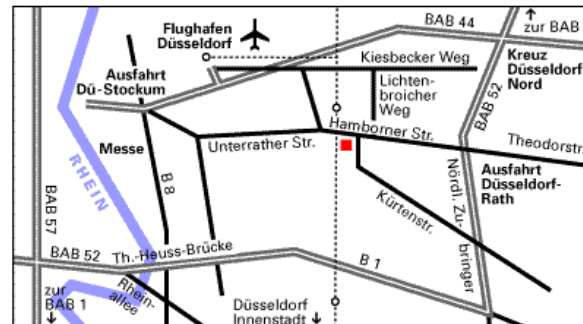 Flughafen
Düsseldorf
BAB 44
zur BAB
Kiesbecker Weg
Kreuz
Düsseldorf
Nord
Ausfahrt
Dü-Stockum
Lichten-
broicher
Weg
BAB 52
Hamborner Str.
Theodorstr.
Messe
Unterrather Str.
RHEIN
B 8
Ausfahrt
Düsseldorf-
Rath
Nördl. Zu-
bringer
Kürtenstr.
BAB 57
BAB 52
Th.-Heuss-Brücke
B 1
Rhein-
allee
zur
BAB 1
Düsseldorf
Innenstadt